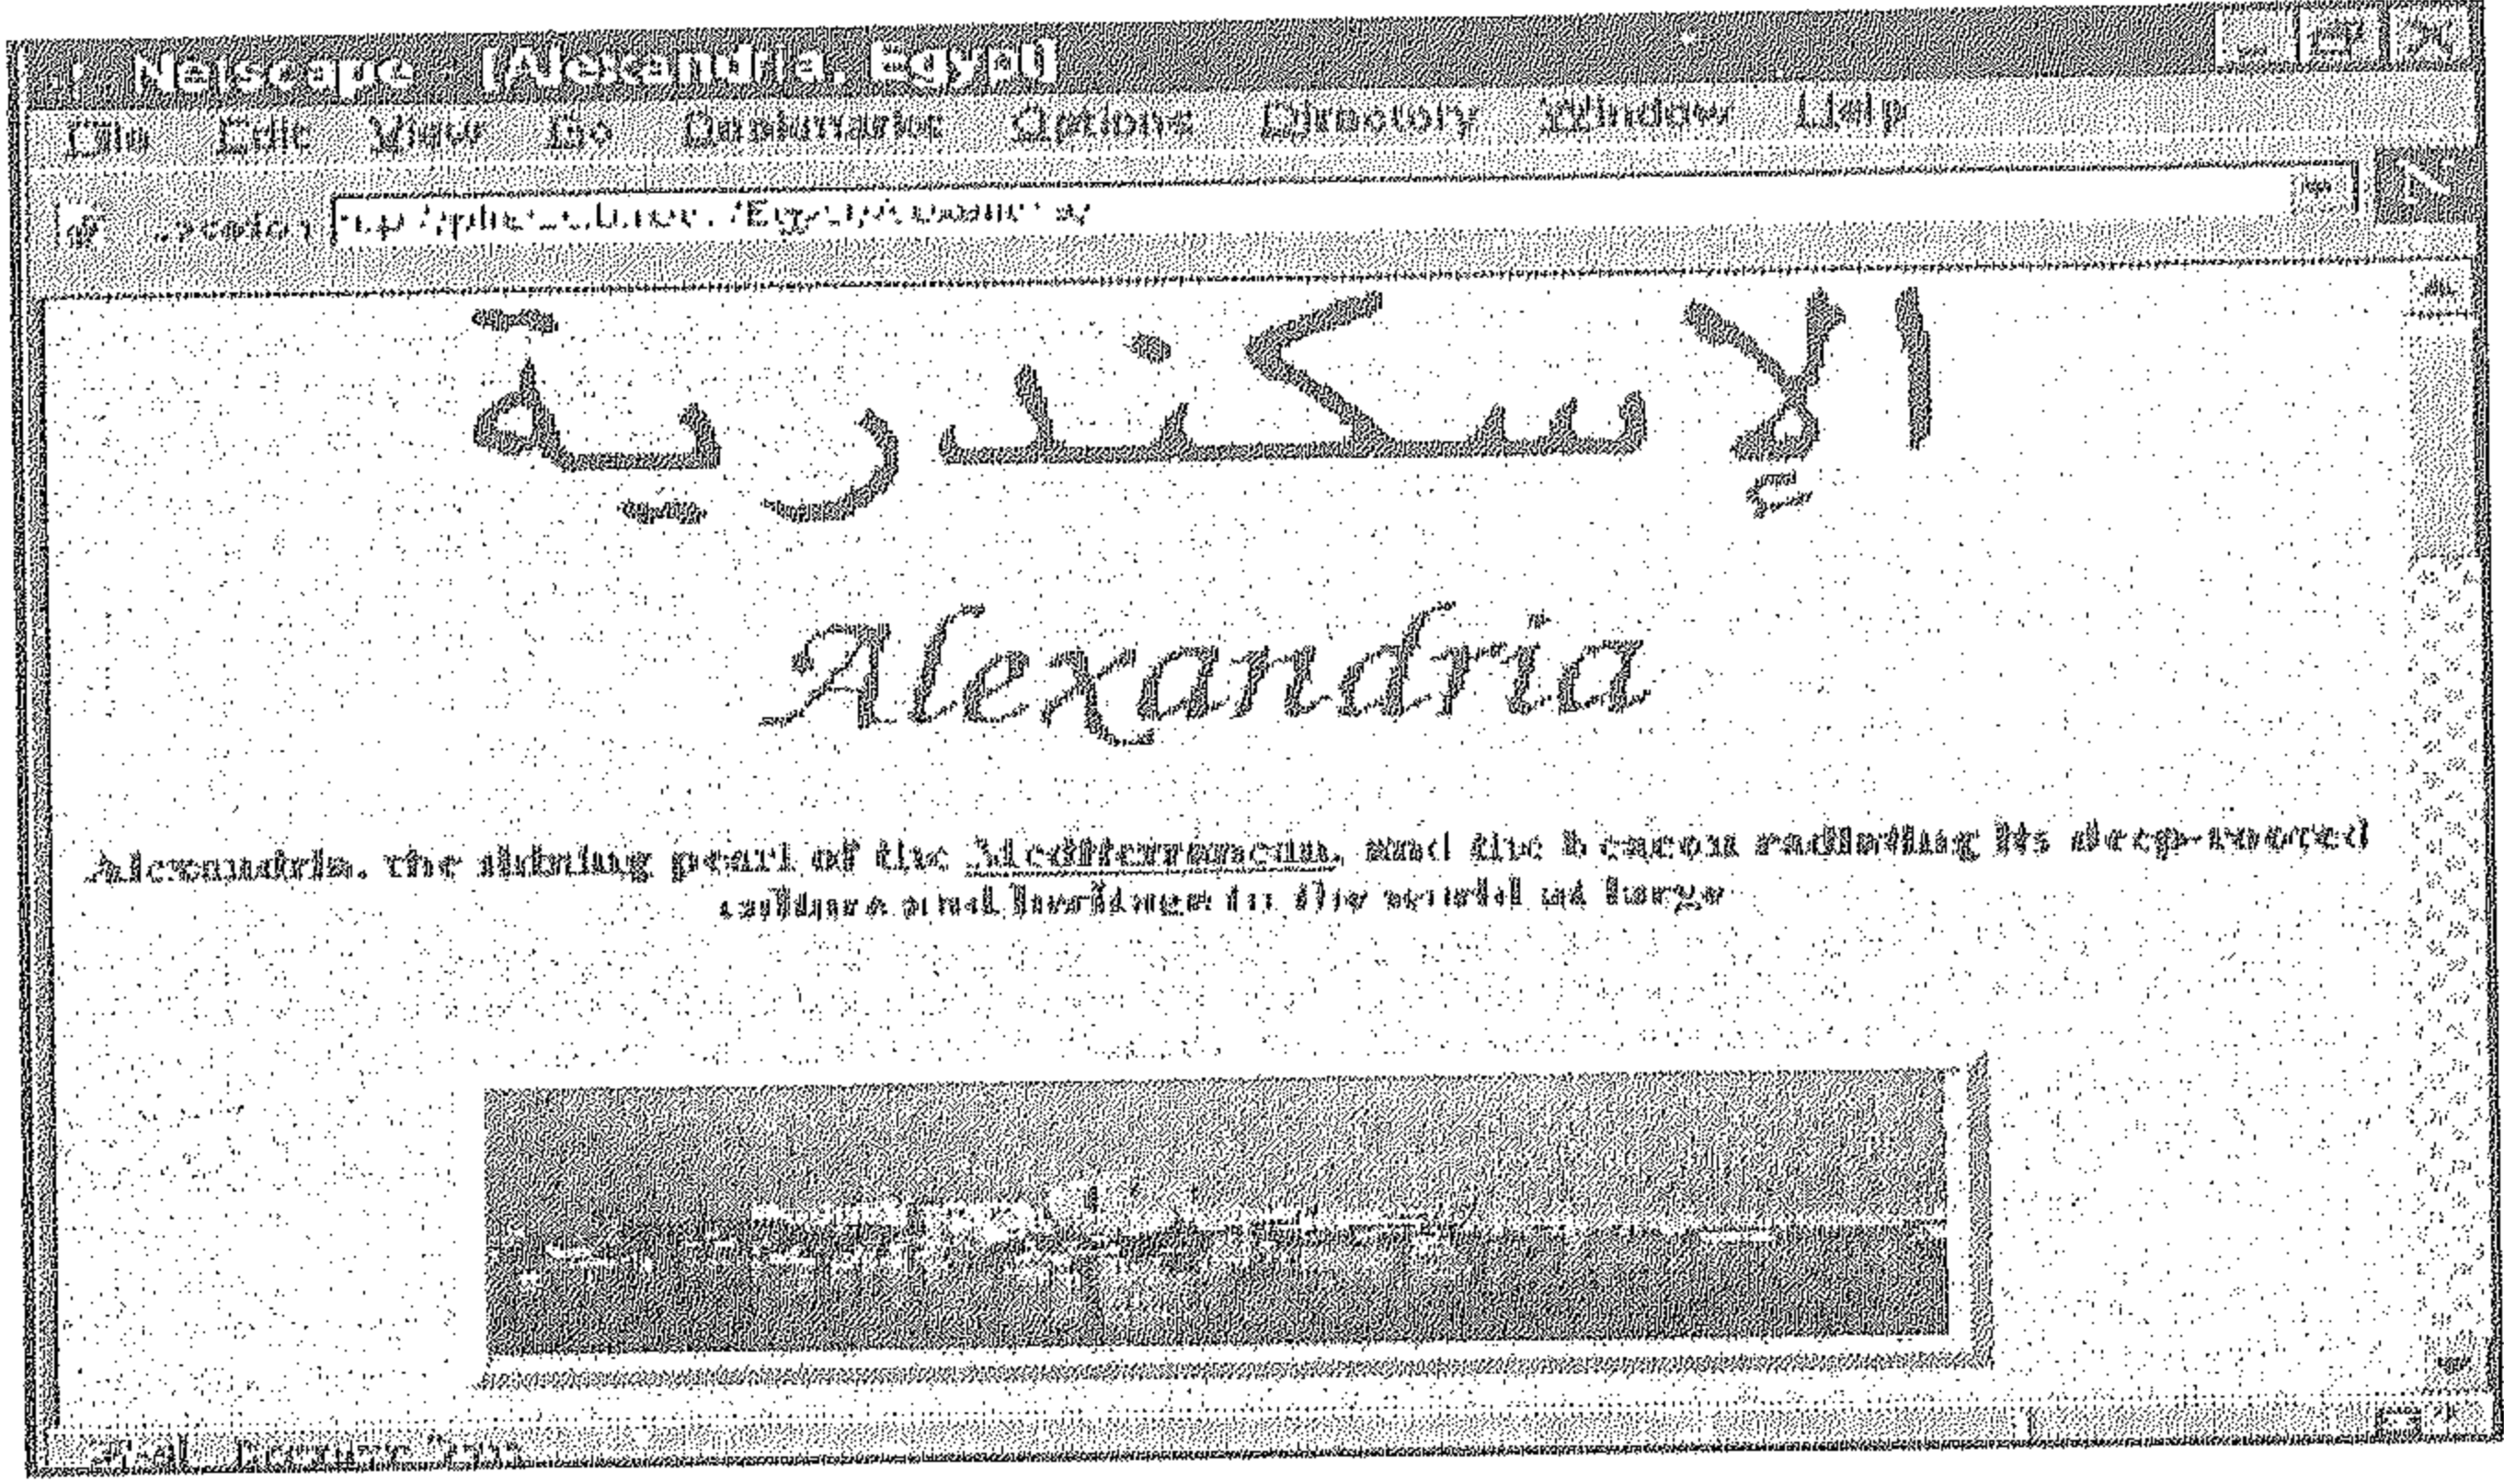 Netscape - [Alexandria, Egypt]
File Edit View Go Bookmarks Options Directory Window Help
Location
الإسكندرية
Alexandria
Alexandria, the shining pearl of the Mediterranean, and the beacon radiating its deep-rooted
culture and heritage to the world at large